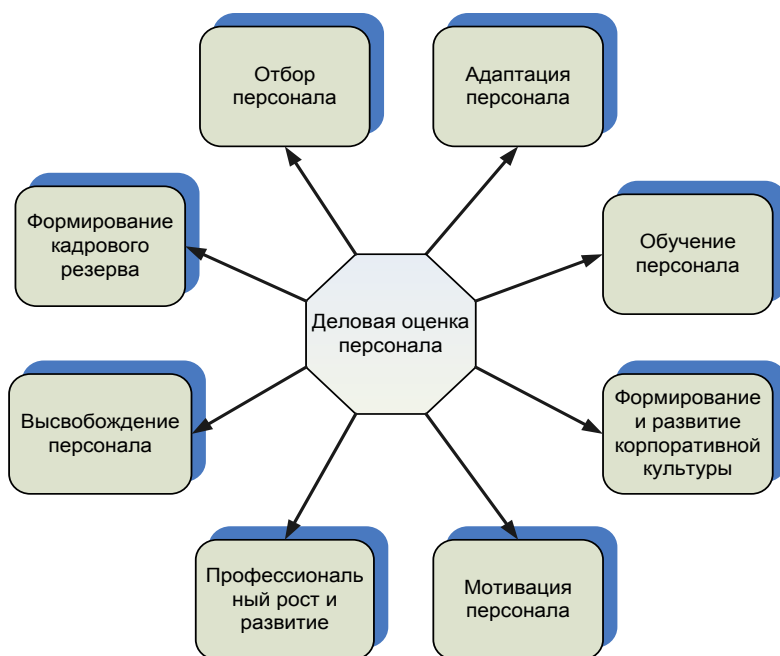 Отбор
персонала
Адаптация
персонала
Формирование
кадрового
резерва
Обучение
персонала
Деловая оценка
персонала
Высвобождение
персонала
Формирование
и развитие
корпоративной
культуры
Профессиональ
ный рост и
развитие
Мотивация
персонала